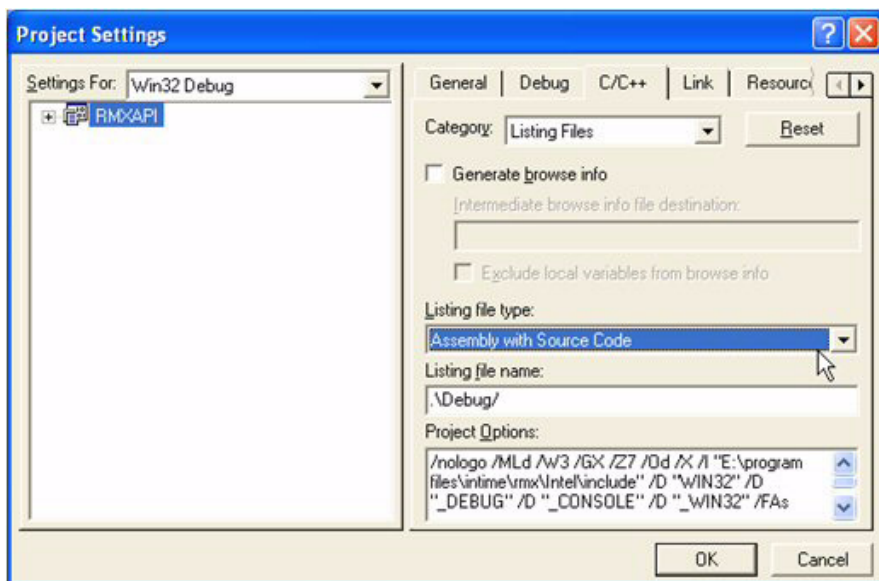 Project Settings
Settings For: Win32 Debug
RMXAPI
General Debug C/C++ Link Resourc
Category: Listing Files Reset
Generate browse info
Intermediate browse info file destination:
Exclude local variables from browse info
Listing file type:
Assembly with Source Code
Listing file name:
.\Debug/
Project Options:
/nologo /MLd /W3 /GX /Z7 /Od /X /I "E:\program
files\intime\rmx\Intel\include" /D "WIN32" /D
"_DEBUG" /D "_CONSOLE" /D "_WIN32" /FAs
OK Cancel